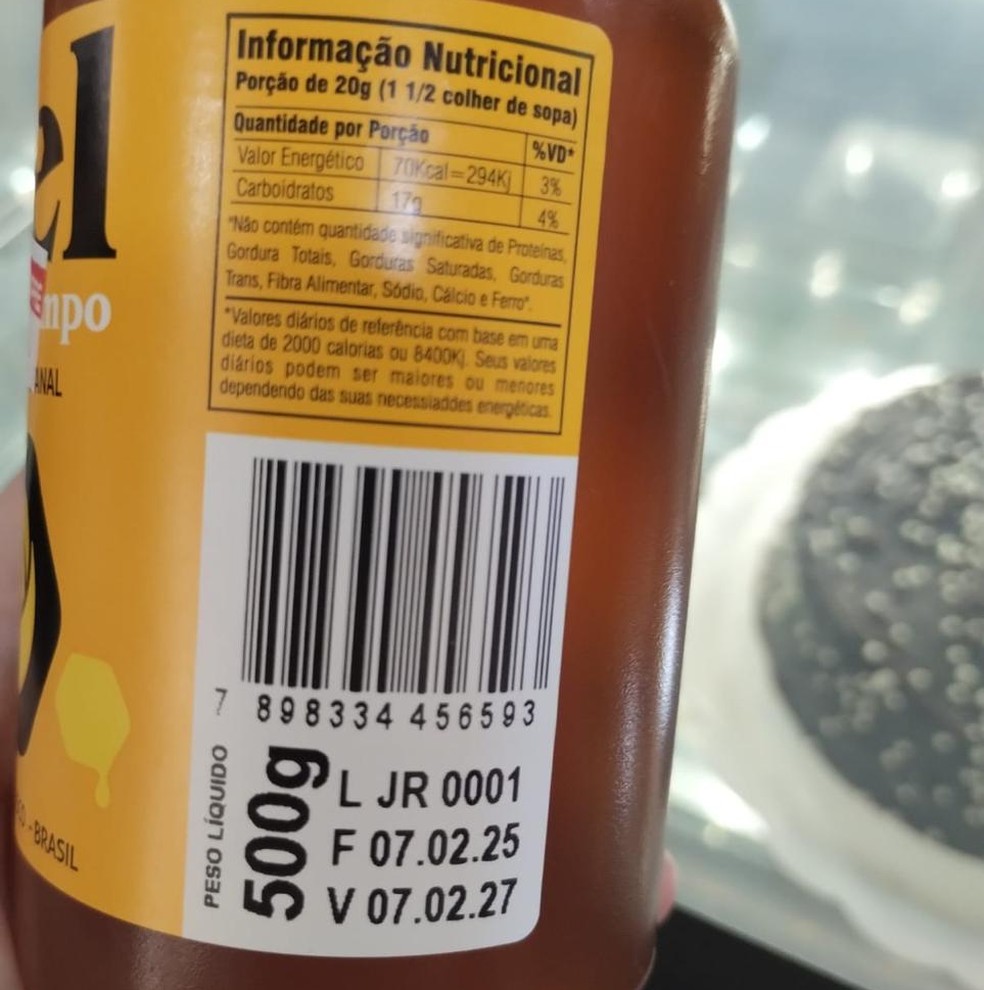 el
mpo
ANAL
- BRASIL
Informação Nutricional
Porção de 20g (1 1/2 colher de sopa)
Quantidade por Porção %VD*
Valor Energético 70Kcal=294Kj 3%
Carboidratos 17g 4%
*Não contém quantidade significativa de Proteínas,
Gordura Totais, Gorduras Saturadas, Gorduras
Trans, Fibra Alimentar, Sódio, Cálcio e Ferro".
*Valores diários de referência com base em uma
dieta de 2000 calorias ou 8400Kj. Seus valores
diários podem ser maiores ou menores
dependendo das suas necessiaddes energéticas.
7 898334 456593
PESO LÍQUIDO
500g
L JR 0001
F 07.02.25
V 07.02.27